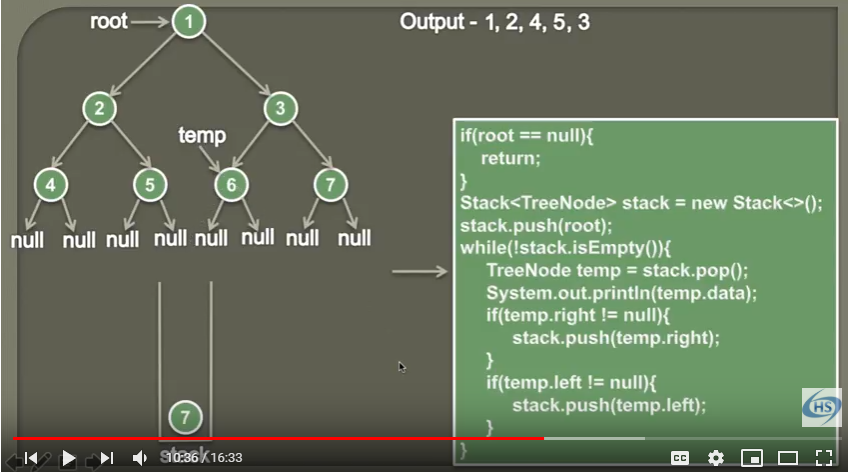 root
1
Output - 1, 2, 4, 5, 3
2
3
temp
4
5
6
7
null null null null null null null null
if(root == null){
return;
}
Stack<TreeNode> stack = new Stack<>();
stack.push(root);
while(!stack.isEmpty()){
TreeNode temp = stack.pop();
System.out.println(temp.data);
if(temp.right != null){
stack.push(temp.right);
}
if(temp.left != null){
stack.push(temp.left);
}
}
7
stack
HS
10:36 / 16:33
CC